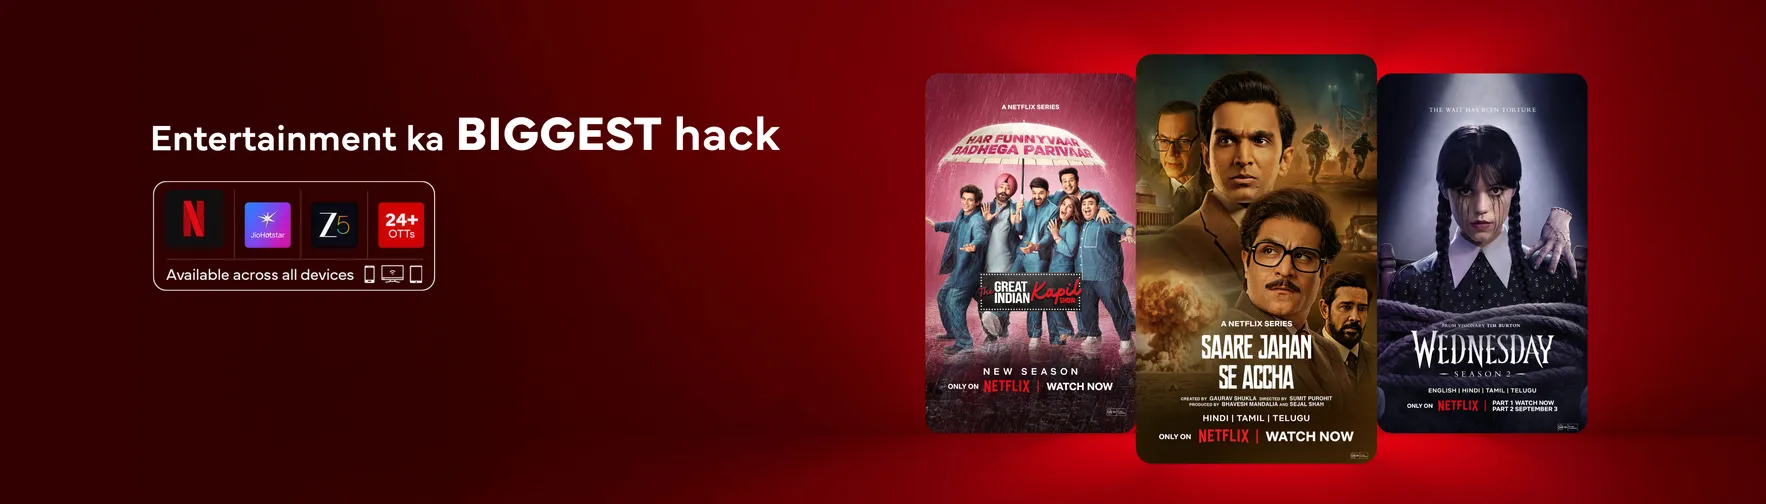 Entertainment ka BIGGEST hack
N
JioHotstar
Z5
24+
OTTs
Available across all devices
A NETFLIX SERIES
HAR FUNNYVAAR
BADHEGA PARIVAAR
The GREAT INDIAN Kapil SHOW
NEW SEASON
ONLY ON NETFLIX | WATCH NOW
A NETFLIX SERIES
SAARE JAHAN
SE ACCHA
CREATED BY GAURAV SHUKLA DIRECTED BY SUMIT PUROHIT
PRODUCED BY BHAVESH MANDALIA AND SEJAL SHAH
HINDI | TAMIL | TELUGU
ONLY ON NETFLIX | WATCH NOW
THE WAIT HAS BEEN TORTURE
FROM VISIONARY TIM BURTON
WEDNESDAY
SEASON 2
ENGLISH | HINDI | TAMIL | TELUGU
ONLY ON NETFLIX | PART 1 WATCH NOW
PART 2 SEPTEMBER 3